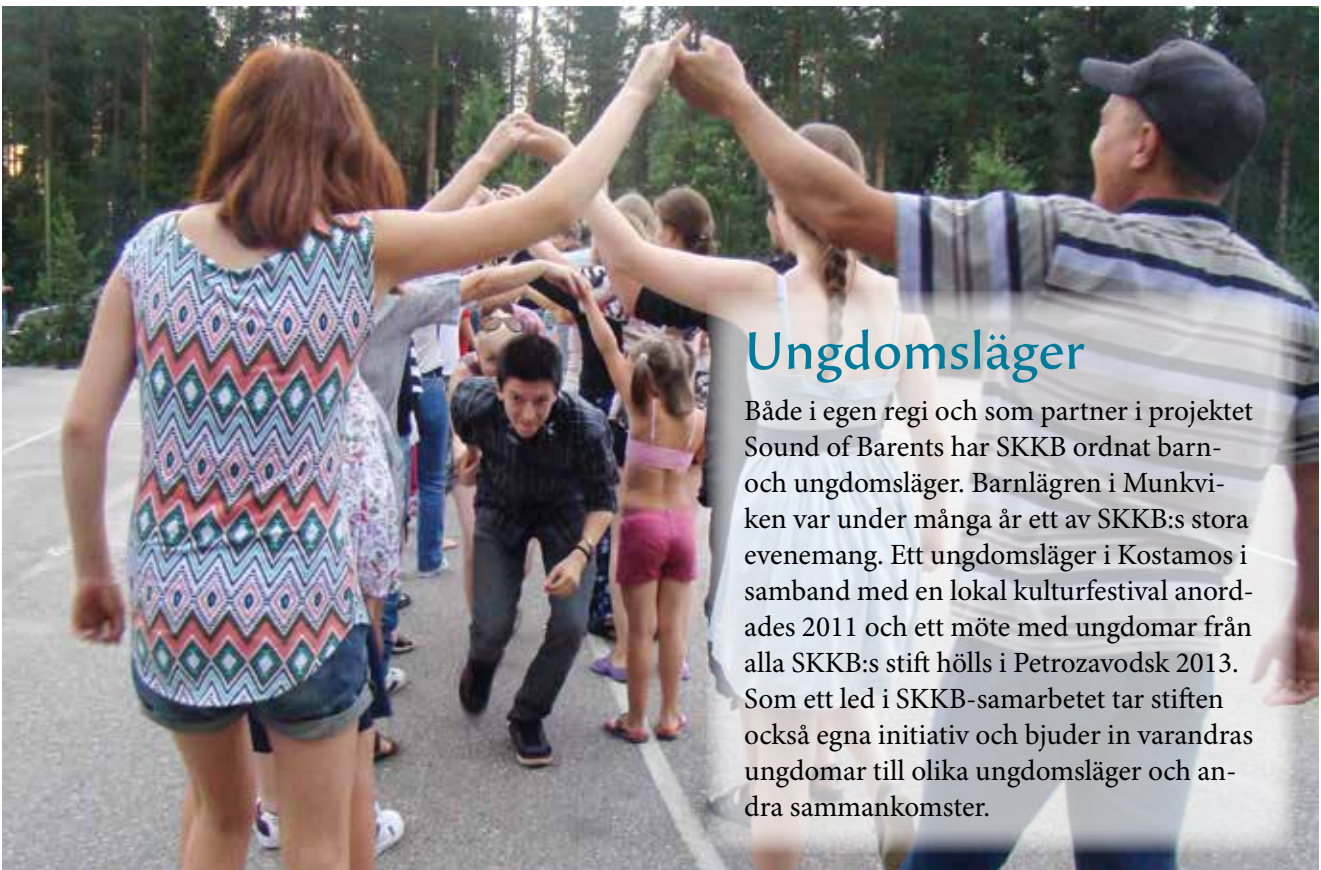 Ungdomsläger
Både i egen regi och som partner i projektet
Sound of Barents har SKKB ordnat barn-
och ungdomsläger. Barnlägren i Munkvi-
ken var under många år ett av SKKB:s stora
evenemang. Ett ungdomsläger i Kostamos i
samband med en lokal kulturfestival anord-
ades 2011 och ett möte med ungdomar från
alla SKKB:s stift hölls i Petrozavodsk 2013.
Som ett led i SKKB-samarbetet tar stiften
också egna initiativ och bjuder in varandras
ungdomar till olika ungdomsläger och an-
dra sammankomster.